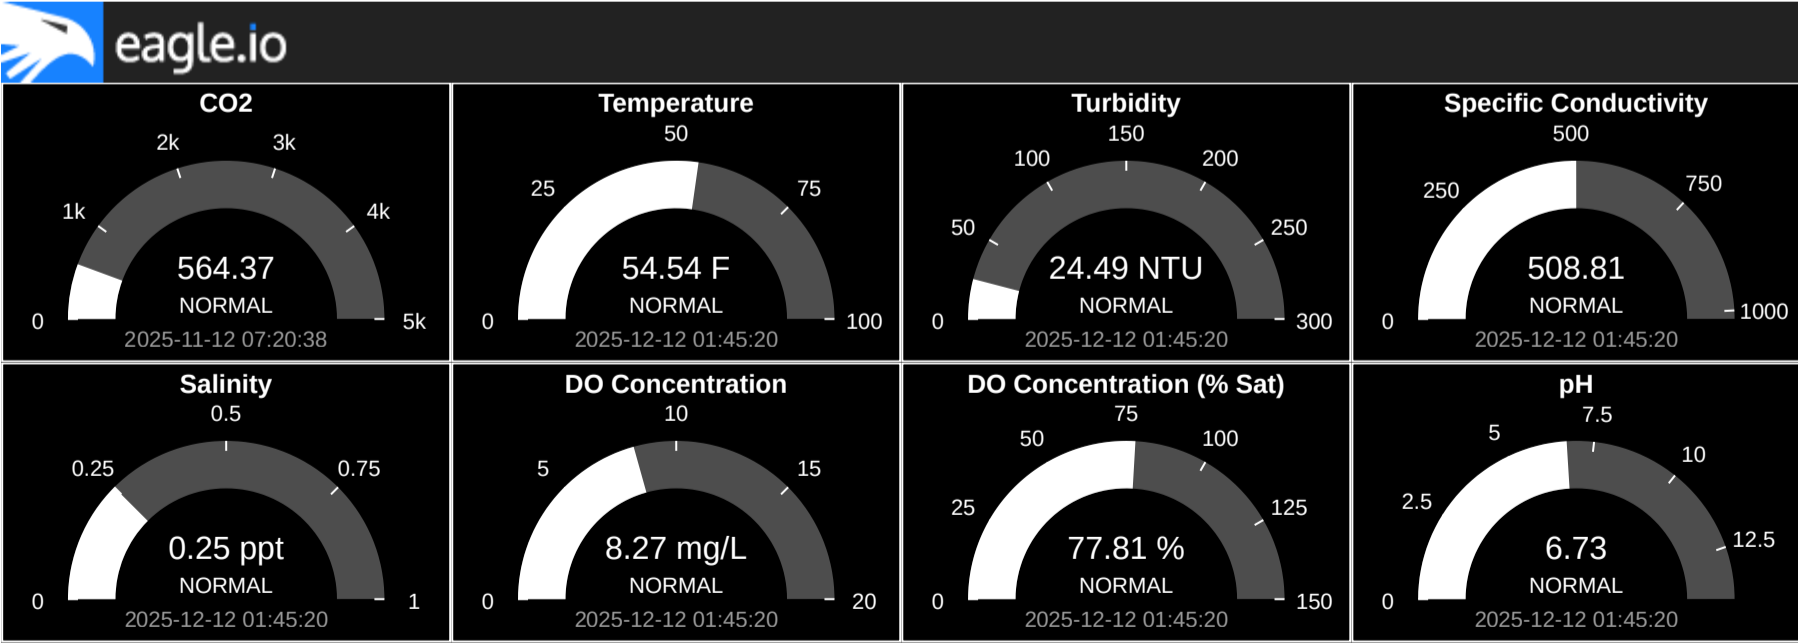 eagle.io
CO2
2k
3k
1k
4k
564.37
NORMAL
0
5k
2025-11-12 07:20:38
Temperature
50
25
75
54.54 F
NORMAL
0
100
2025-12-12 01:45:20
Turbidity
150
100
200
50
250
24.49 NTU
NORMAL
0
300
2025-12-12 01:45:20
Specific Conductivity
500
250
750
508.81
NORMAL
0
1000
2025-12-12 01:45:20
Salinity
0.5
0.25
0.75
0.25 ppt
NORMAL
0
1
2025-12-12 01:45:20
DO Concentration
10
5
15
8.27 mg/L
NORMAL
0
20
2025-12-12 01:45:20
DO Concentration (% Sat)
75
50
100
25
125
77.81 %
NORMAL
0
150
2025-12-12 01:45:20
pH
7.5
5
10
2.5
12.5
6.73
NORMAL
0
2025-12-12 01:45:20